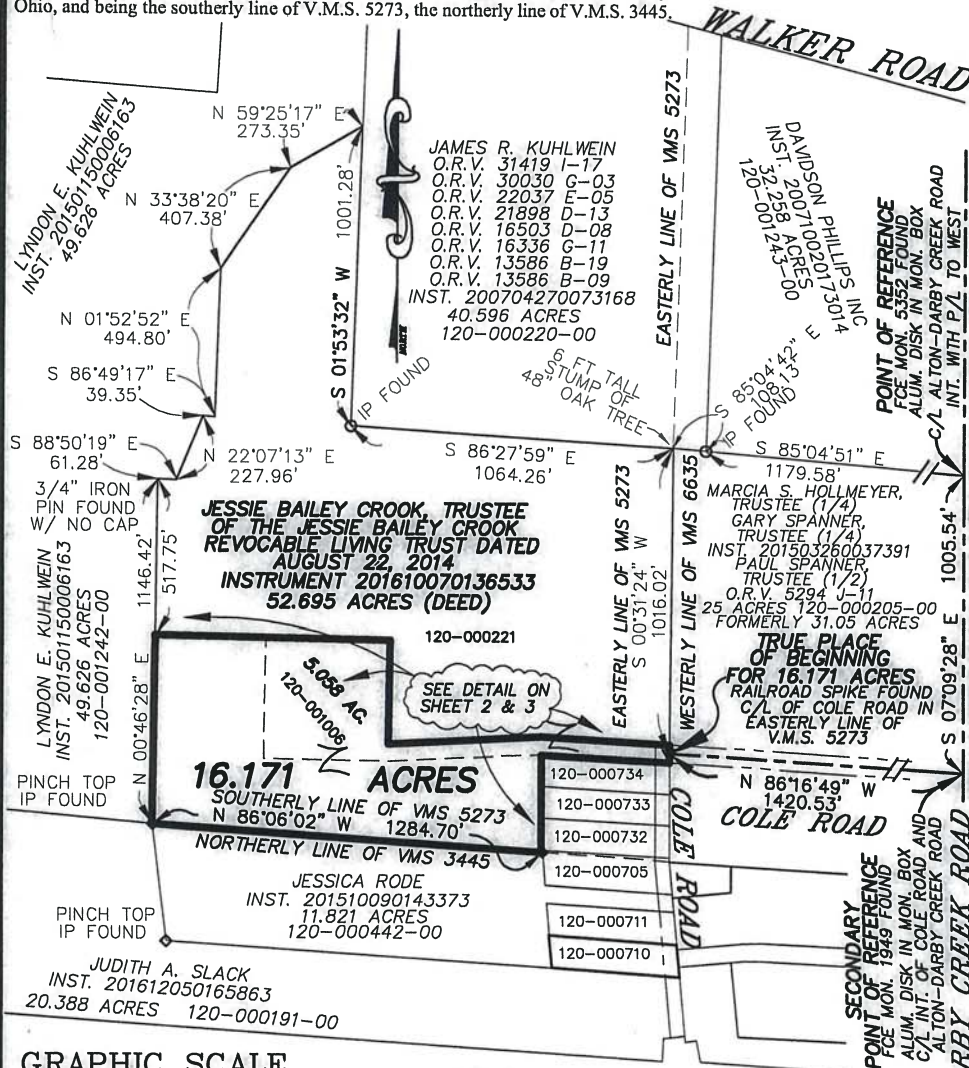 Ohio, and being the southerly line of V.M.S. 5273, the northerly line of V.M.S. 3445.
WALKER ROAD
LYNDON E. KUHLWEIN
INST. 201501150006163
49.626 ACRES
N 59°25'17" E
273.35'
N 33°38'20" E
407.38'
N 01°52'52" E
494.80'
S 86°49'17" E
39.35'
S 88°50'19" E
61.28'
N 22°07'13" E
227.96'
3/4" IRON
PIN FOUND
W/ NO CAP
1001.28'
S 01°53'32" W
IP FOUND
NORTH
JAMES R. KUHLWEIN
O.R.V. 31419 I-17
O.R.V. 30030 G-03
O.R.V. 22037 E-05
O.R.V. 21898 D-13
O.R.V. 16503 D-08
O.R.V. 16336 G-11
O.R.V. 13586 B-19
O.R.V. 13586 B-09
INST. 200704270073168
40.596 ACRES
120-000220-00
EASTERLY LINE OF VMS 5273
6 FT TALL
STUMP OF
48" OAK TREE
DAVIDSON PHILLIPS INC
INST. 200710020173014
32.258 ACRES
120-001243-00
S 85°04'42" E
108.13'
IP FOUND
POINT OF REFERENCE
FCE MON. 5352 FOUND
ALUM. DISK IN MON. BOX
C/L ALTON-DARBY CREEK ROAD
INT. WITH P/L TO WEST
S 86°27'59" E
1064.26'
S 85°04'51" E
1179.58'
JESSIE BAILEY CROOK, TRUSTEE
OF THE JESSIE BAILEY CROOK
REVOCABLE LIVING TRUST DATED
AUGUST 22, 2014
INSTRUMENT 201610070136533
52.695 ACRES (DEED)
120-000221
EASTERLY LINE OF VMS 5273
S 00°31'24" W
1016.02'
WESTERLY LINE OF VMS 6635
MARCIA S. HOLLMEYER,
TRUSTEE (1/4)
GARY SPANNER,
TRUSTEE (1/4)
INST. 201503260037391
PAUL SPANNER,
TRUSTEE (1/2)
O.R.V. 5294 J-11
25 ACRES 120-000205-00
FORMERLY 31.05 ACRES
TRUE PLACE
OF BEGINNING
FOR 16.171 ACRES
RAILROAD SPIKE FOUND
C/L OF COLE ROAD IN
EASTERLY LINE OF
V.M.S. 5273
1005.54'
S 07°09'28" E
LYNDON E. KUHLWEIN
INST. 201501150006163
49.626 ACRES
120-001242-00
1146.42'
517.75'
N 00°46'28" E
PINCH TOP
IP FOUND
5.058 AC.
120-001006
SEE DETAIL ON
SHEET 2 & 3
16.171 ACRES
SOUTHERLY LINE OF VMS 5273
N 86°06'02" W 1284.70'
NORTHERLY LINE OF VMS 3445
120-000734
120-000733
120-000732
120-000705
120-000711
120-000710
COLE ROAD
N 86°16'49" W
1420.53'
COLE ROAD
JESSICA RODE
INST. 201510090143373
11.821 ACRES
120-000442-00
PINCH TOP
IP FOUND
JUDITH A. SLACK
INST. 201612050165863
20.388 ACRES 120-000191-00
SECONDARY
POINT OF REFERENCE
FCE MON. 1949 FOUND
ALUM. DISK IN MON. BOX
C/L INT. OF COLE ROAD AND
ALTON-DARBY CREEK ROAD
RBY CREEK ROAD
GRAPHIC SCALE